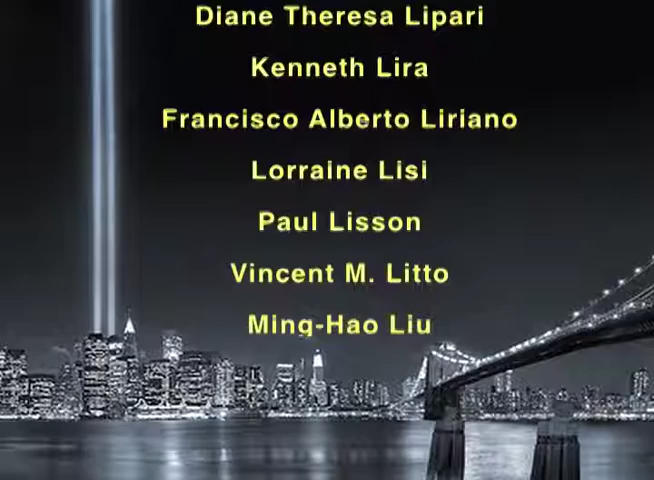 Diane Theresa Lipari
Kenneth Lira
Francisco Alberto Liriano
Lorraine Lisi
Paul Lisson
Vincent M. Litto
Ming-Hao Liu